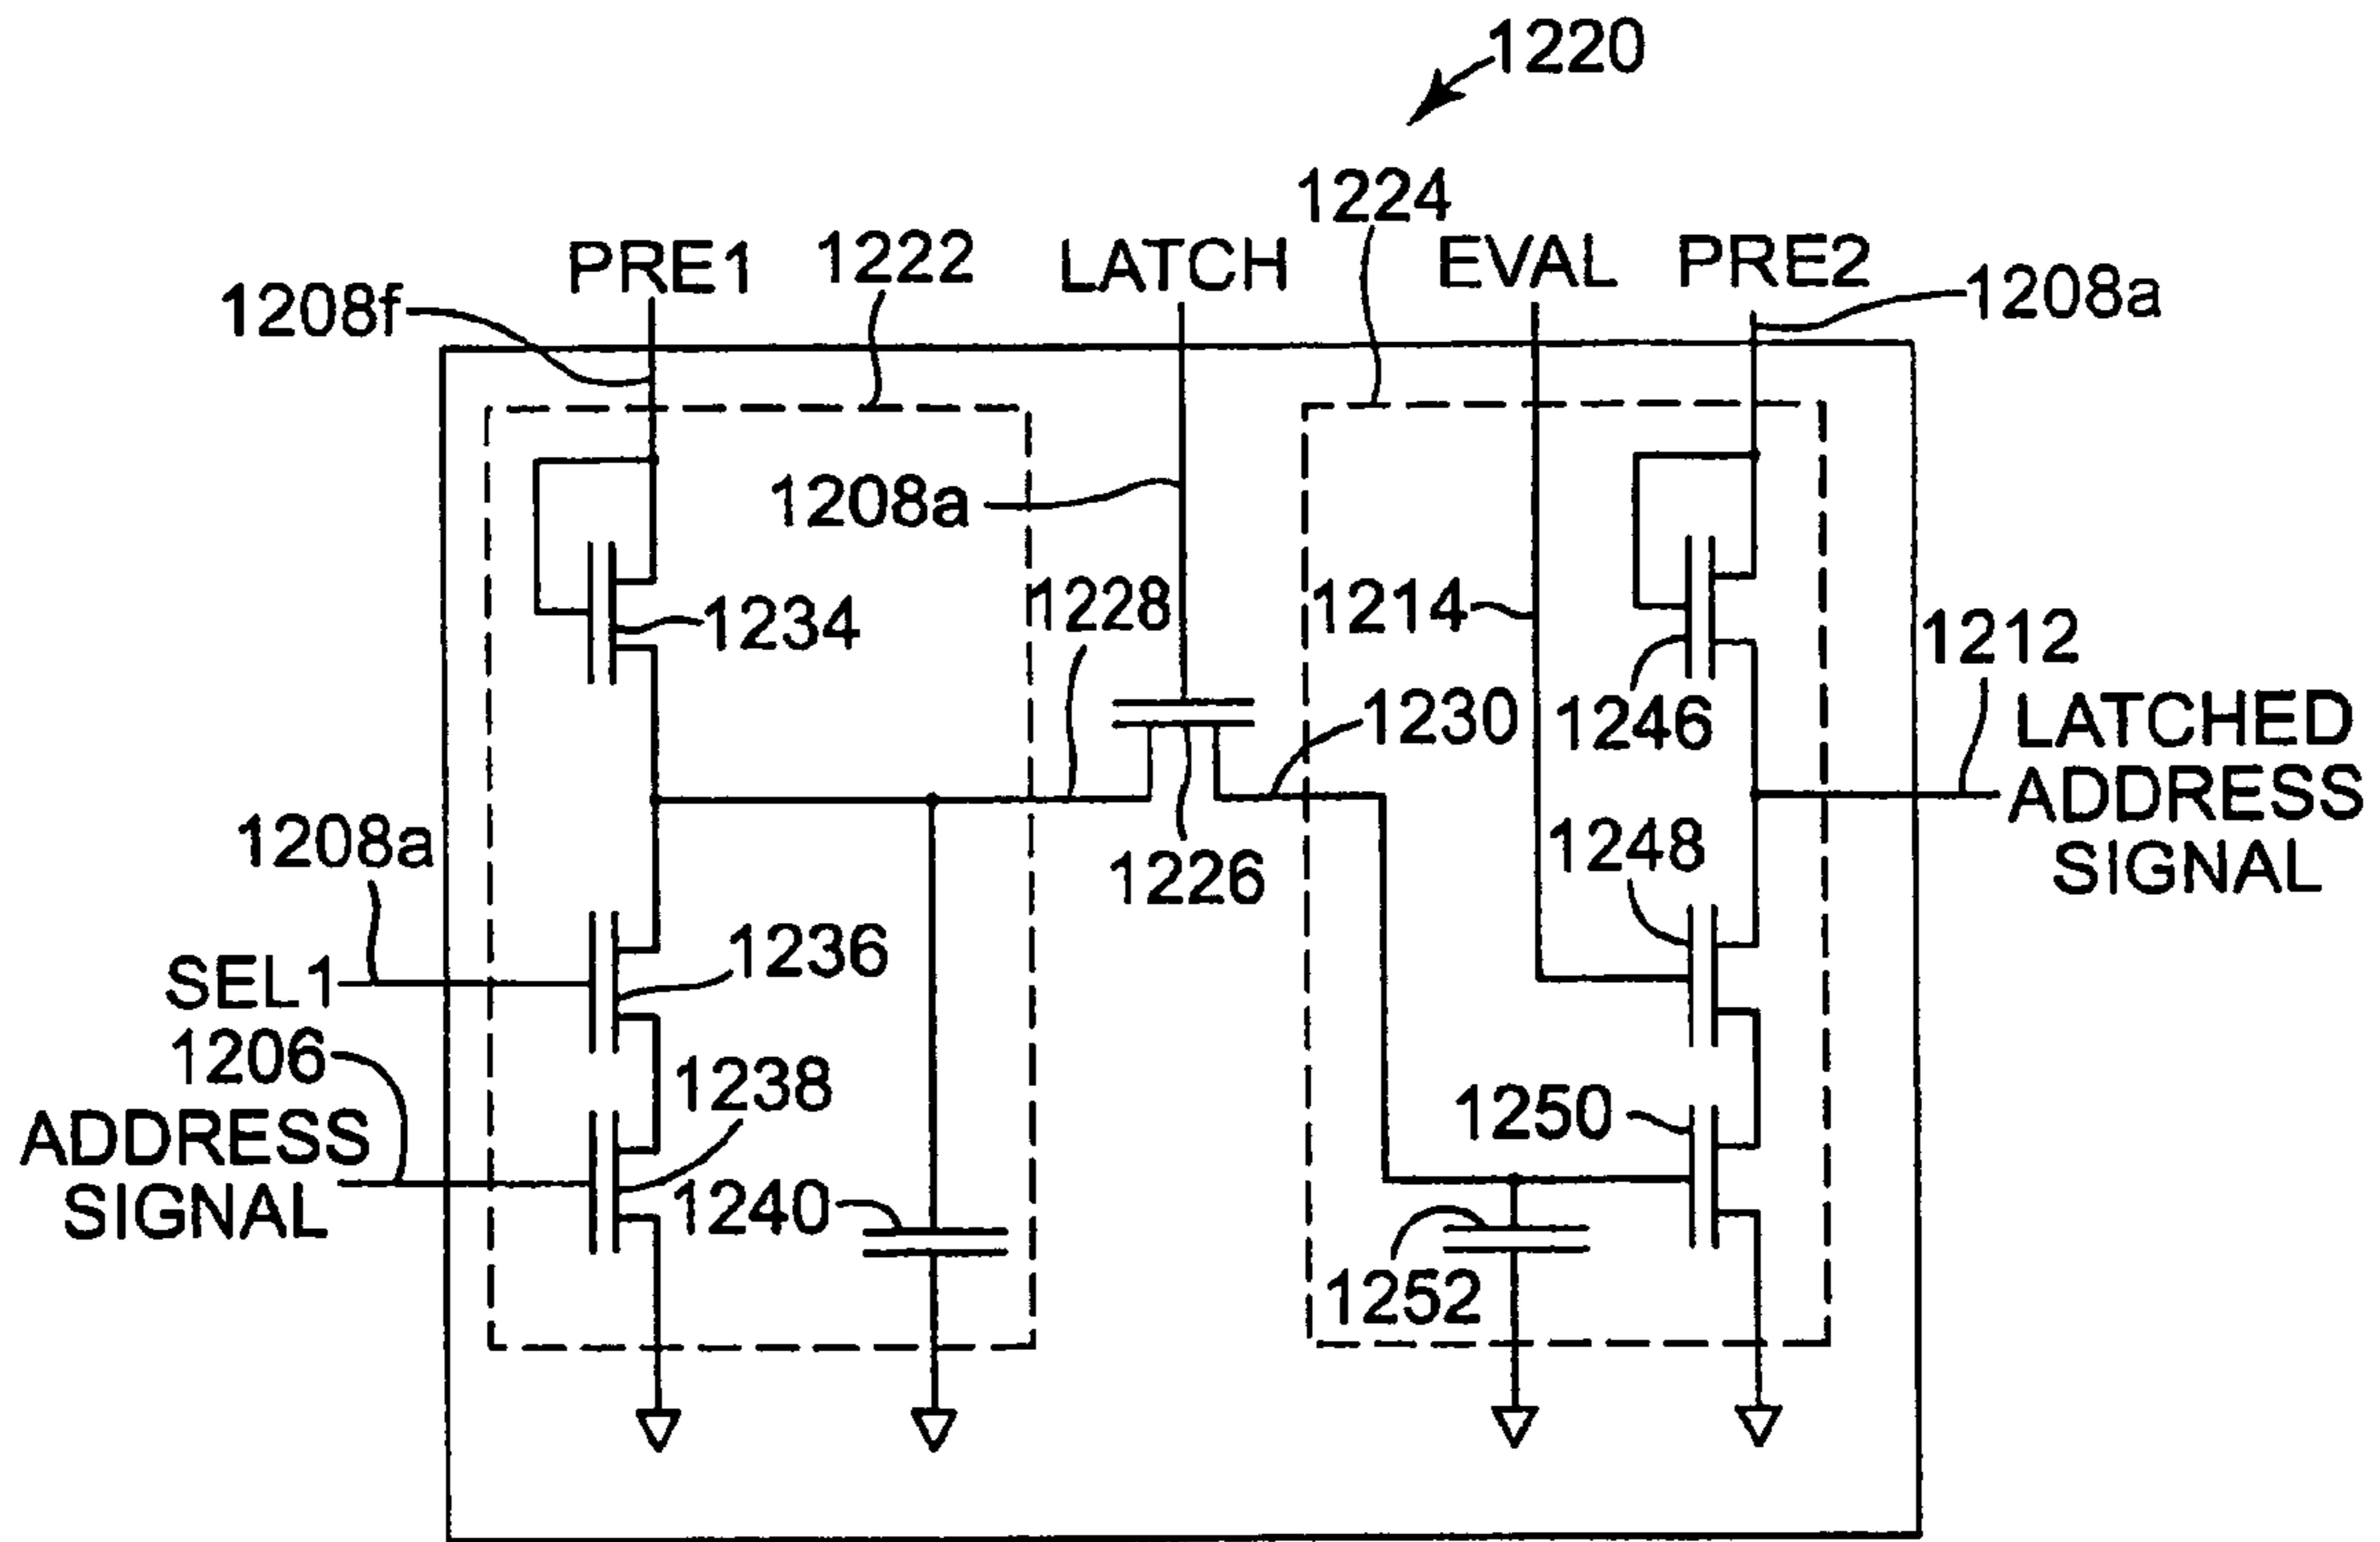 1220
1224
1222
PRE1
LATCH
EVAL
PRE2
1208f
1208a
1208a
1234
1228
1214
1212
1246
1230
LATCHED
ADDRESS
SIGNAL
1208a
1226
1248
SEL1
1236
1206
1238
ADDRESS
SIGNAL
1240
1250
1252